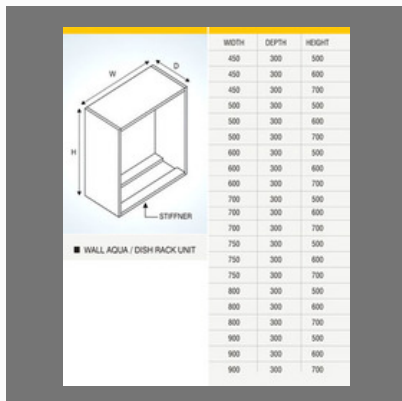 W
D
H
STIFFNER
■ WALL AQUA / DISH RACK UNIT
WIDTH DEPTH HEIGHT
450 300 500
450 300 600
450 300 700
500 300 500
500 300 600
500 300 700
600 300 500
600 300 600
600 300 700
700 300 500
700 300 600
700 300 700
750 300 500
750 300 600
750 300 700
800 300 500
800 300 600
800 300 700
900 300 500
900 300 600
900 300 700